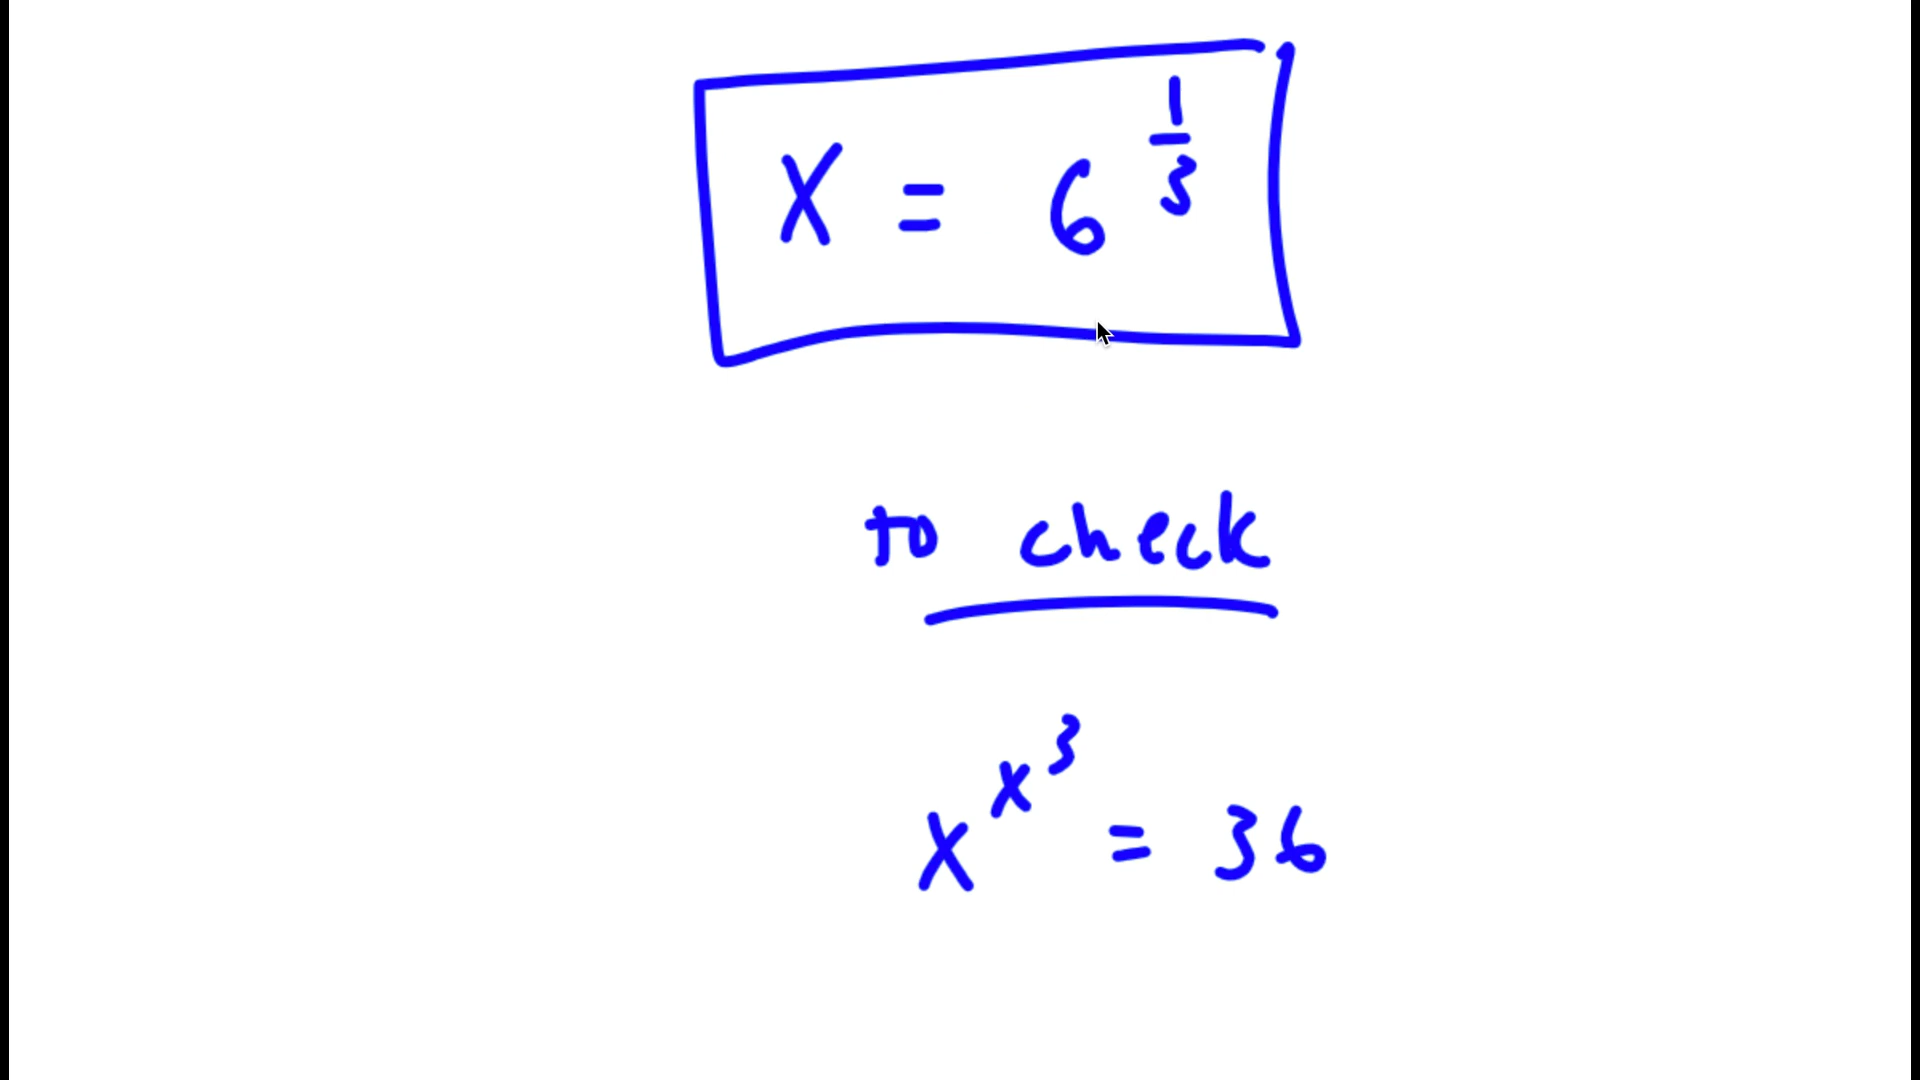 X = 6^{1/3}
to check
X^{x^3} = 36